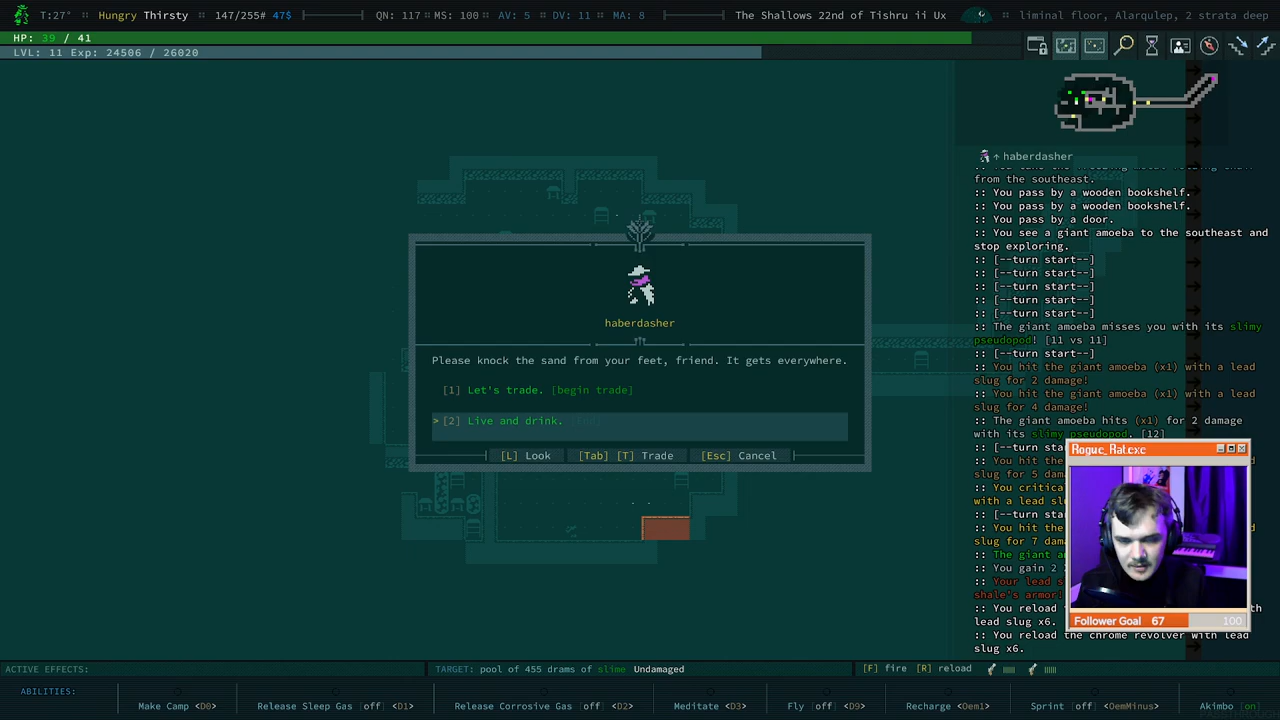 T:27° :: Hungry Thirsty :: 147/255# 47$ QN: 117 :: MS: 100 :: AV: 5 :: DV: 11 :: MA: 8 The Shallows 22nd of Tishru ii Ux :: liminal floor, Alarqulep, 2 strata deep
HP: 39 / 41
LVL: 11 Exp: 24506 / 26020
↑ haberdasher
from the southeast.
:: You pass by a wooden bookshelf.
:: You pass by a wooden bookshelf.
:: You pass by a door.
:: You see a giant amoeba to the southeast and
stop exploring.
:: [--turn start--]
:: [--turn start--]
:: [--turn start--]
:: [--turn start--]
:: [--turn start--]
:: The giant amoeba misses you with its slimy
pseudopod! [11 vs 11]
:: [--turn start--]
:: You hit the giant amoeba (x1) with a lead
slug for 2 damage!
:: You hit the giant amoeba (x1) with a lead
slug for 4 damage!
:: The giant amoeba hits (x1) for 2 damage
with its slimy pseudopod. [12]
:: You reload the chrome revolver with lead
slug x6.
haberdasher
Please knock the sand from your feet, friend. It gets everywhere.
[1] Let's trade. [begin trade]
> [2] Live and drink. [End]
[L] Look [Tab] [T] Trade [Esc] Cancel
Rogue_Rat.exe
Follower Goal 67 100
ACTIVE EFFECTS:
TARGET: pool of 455 drams of slime Undamaged
[F] fire [R] reload
ABILITIES:
Make Camp <D0>
Release Sleep Gas [off] <D1>
Release Corrosive Gas [off] <D2>
Meditate <D3>
Fly [off] <D9>
Recharge <Oem1>
Sprint [off] <OemMinus>
Akimbo [on]